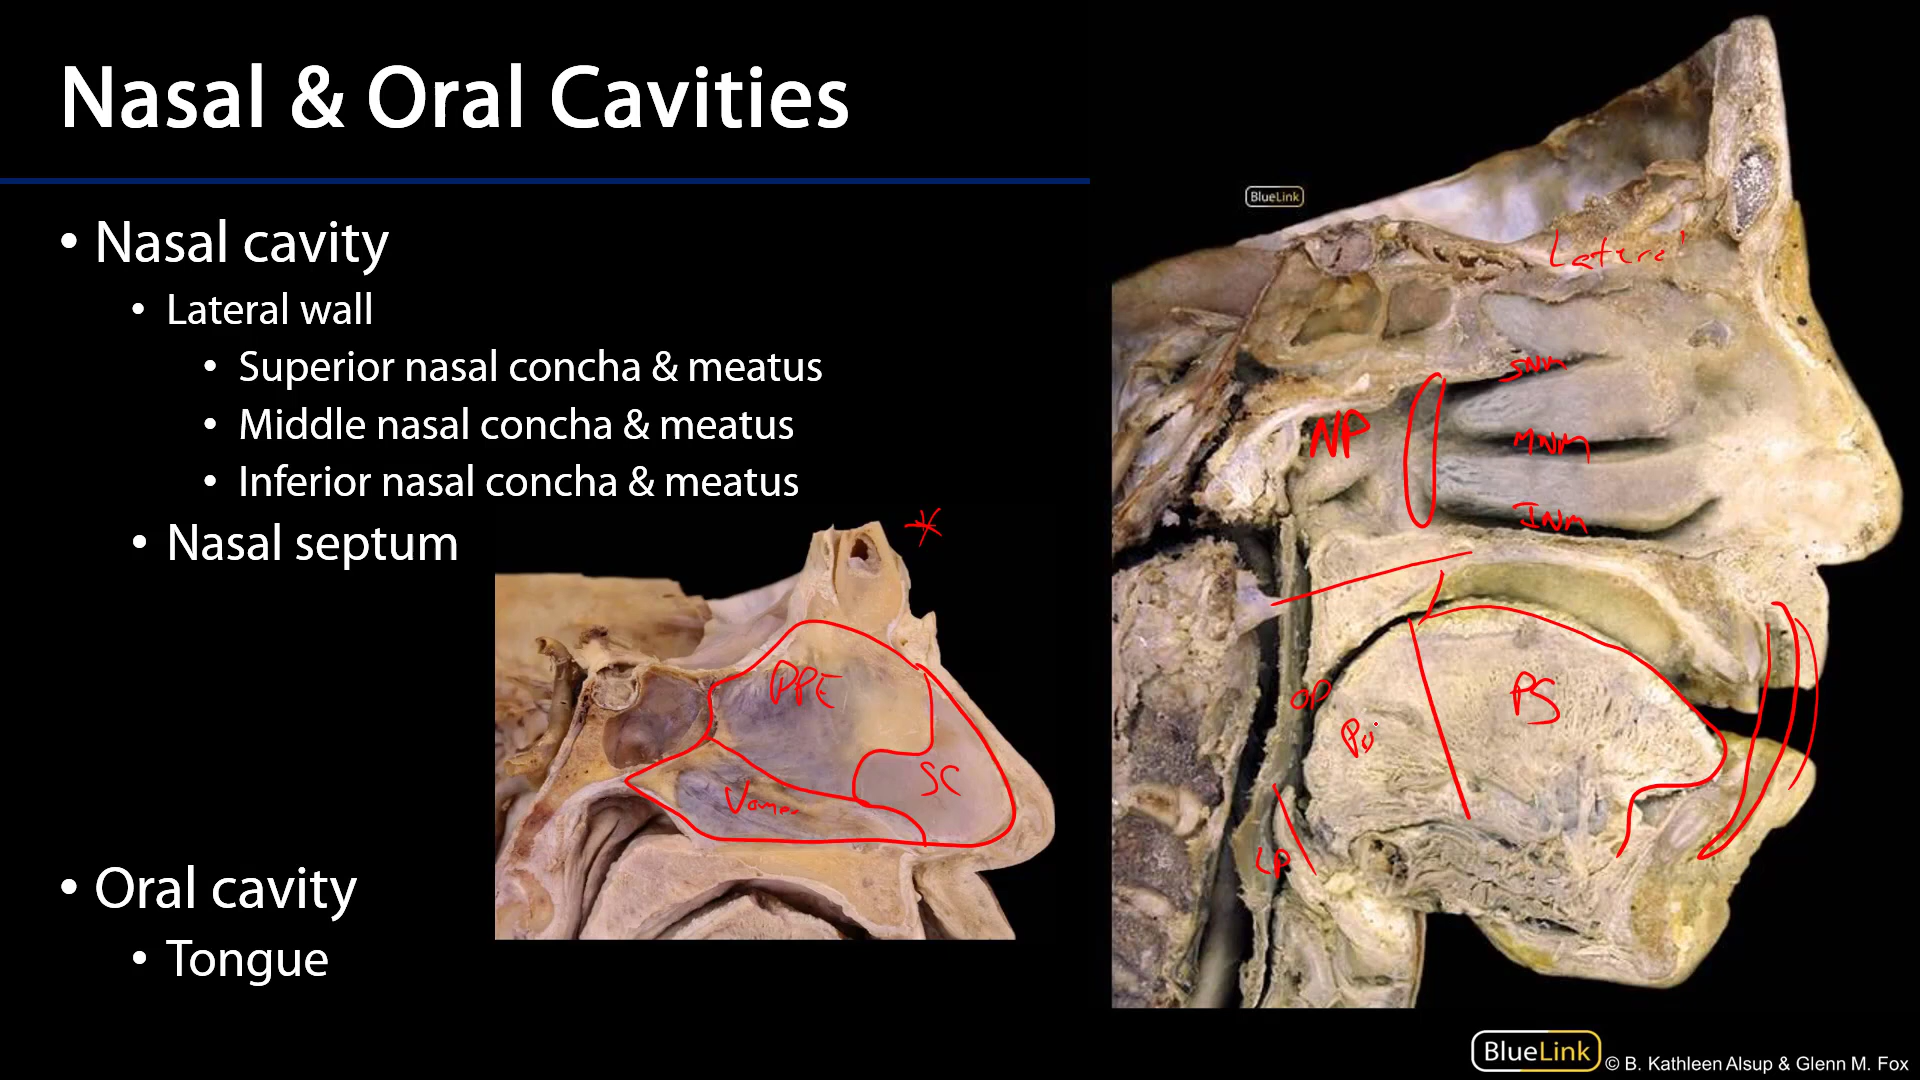 Nasal & Oral Cavities
• Nasal cavity
• Lateral wall
• Superior nasal concha & meatus
• Middle nasal concha & meatus
• Inferior nasal concha & meatus
• Nasal septum
• Oral cavity
• Tongue
PPE
SC
Vomer
BlueLink
Lateral
SNM
NP
MNM
INM
OP
PS
LP
BlueLink
© B. Kathleen Alsup & Glenn M. Fox